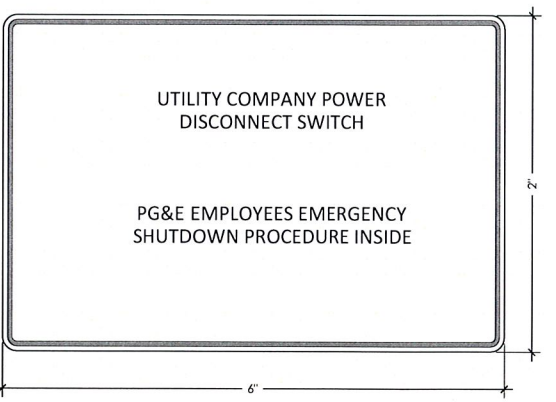 UTILITY COMPANY POWER
DISCONNECT SWITCH
PG&E EMPLOYEES EMERGENCY
SHUTDOWN PROCEDURE INSIDE
2"
6"